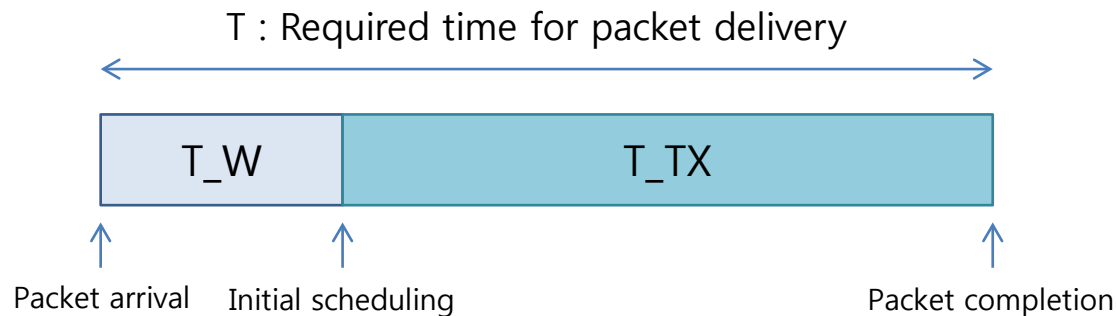 T : Required time for packet delivery
T_W
T_TX
Packet arrival
Initial scheduling
Packet completion